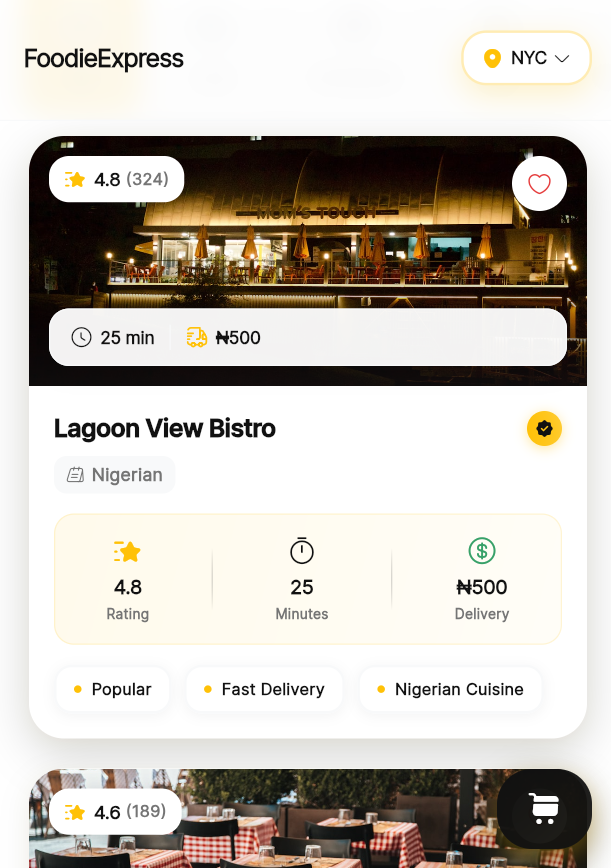 FoodieExpress
NYC
4.8 (324)
MOM'S TOUCH
25 min
₦500
Lagoon View Bistro
Nigerian
4.8
25
₦500
Rating
Minutes
Delivery
Popular
Fast Delivery
Nigerian Cuisine
4.6 (189)